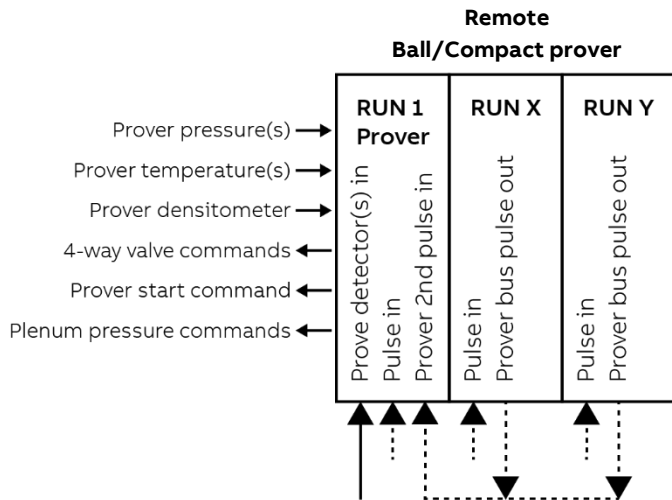 Remote
Ball/Compact prover
RUN 1
Prover
RUN X
RUN Y
Prover pressure(s)
Prover temperature(s)
Prover densitometer
4-way valve commands
Prover start command
Plenum pressure commands
Prove detector(s) in
Pulse in
Prover 2nd pulse in
Pulse in
Prover bus pulse out
Pulse in
Prover bus pulse out